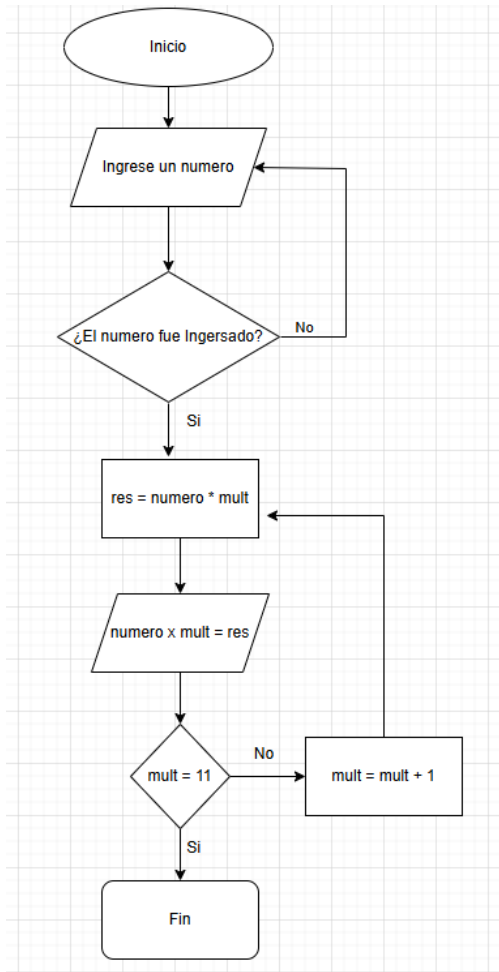 Inicio
Ingrese un numero
¿El numero fue Ingersado?
No
Si
res = numero * mult
numero x mult = res
mult = 11
No
mult = mult + 1
Si
Fin